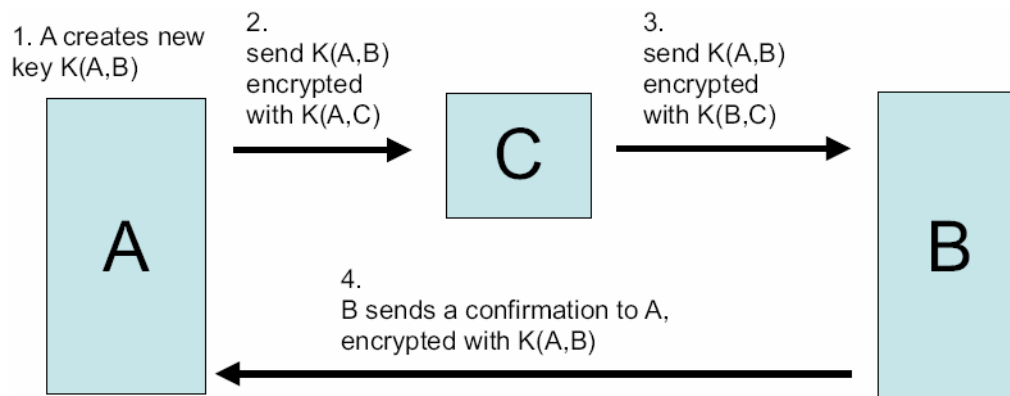 1. A creates new
key K(A,B)
2.
send K(A,B)
encrypted
with K(A,C)
3.
send K(A,B)
encrypted
with K(B,C)
A
C
B
4.
B sends a confirmation to A,
encrypted with K(A,B)